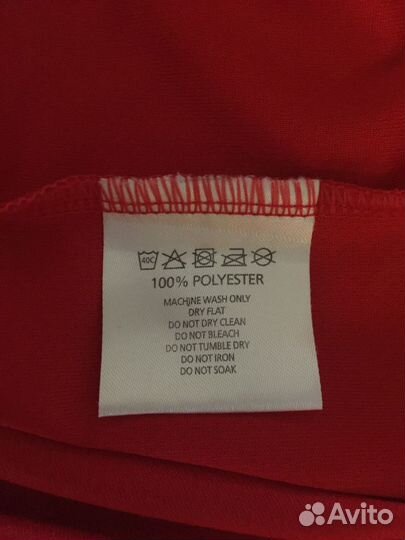 40C
100% POLYESTER
MACHINE WASH ONLY
DRY FLAT
DO NOT DRY CLEAN
DO NOT BLEACH
DO NOT TUMBLE DRY
DO NOT IRON
DO NOT SOAK
Avito